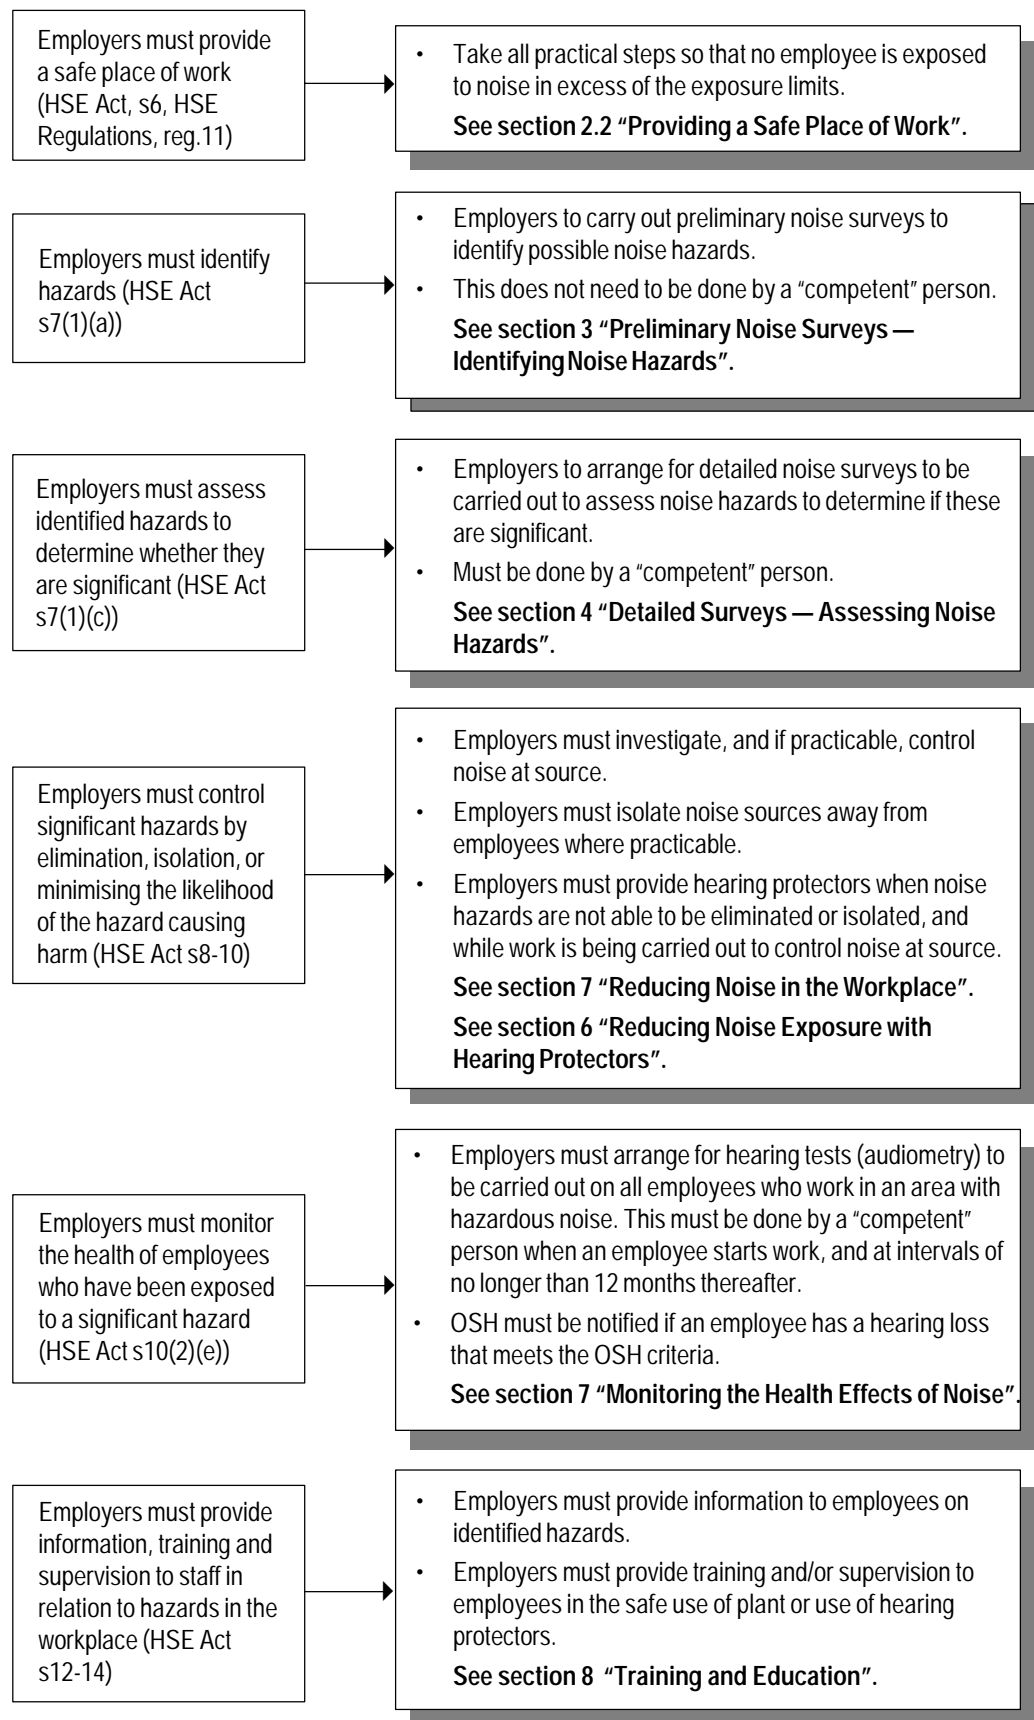 Employers must provide
a safe place of work
(HSE Act, s6, HSE
Regulations, reg.11)
• Take all practical steps so that no employee is exposed
to noise in excess of the exposure limits.
See section 2.2 “Providing a Safe Place of Work”.
Employers must identify
hazards (HSE Act
s7(1)(a))
• Employers to carry out preliminary noise surveys to
identify possible noise hazards.
• This does not need to be done by a “competent” person.
See section 3 “Preliminary Noise Surveys —
Identifying Noise Hazards”.
Employers must assess
identified hazards to
determine whether they
are significant (HSE Act
s7(1)(c))
• Employers to arrange for detailed noise surveys to be
carried out to assess noise hazards to determine if these
are significant.
• Must be done by a “competent” person.
See section 4 “Detailed Surveys — Assessing Noise
Hazards”.
Employers must control
significant hazards by
elimination, isolation, or
minimising the likelihood
of the hazard causing
harm (HSE Act s8-10)
• Employers must investigate, and if practicable, control
noise at source.
• Employers must isolate noise sources away from
employees where practicable.
• Employers must provide hearing protectors when noise
hazards are not able to be eliminated or isolated, and
while work is being carried out to control noise at source.
See section 7 “Reducing Noise in the Workplace”.
See section 6 “Reducing Noise Exposure with
Hearing Protectors”.
Employers must monitor
the health of employees
who have been exposed
to a significant hazard
(HSE Act s10(2)(e))
• Employers must arrange for hearing tests (audiometry) to
be carried out on all employees who work in an area with
hazardous noise. This must be done by a “competent”
person when an employee starts work, and at intervals of
no longer than 12 months thereafter.
• OSH must be notified if an employee has a hearing loss
that meets the OSH criteria.
See section 7 “Monitoring the Health Effects of Noise”.
Employers must provide
information, training and
supervision to staff in
relation to hazards in the
workplace (HSE Act
s12-14)
• Employers must provide information to employees on
identified hazards.
• Employers must provide training and/or supervision to
employees in the safe use of plant or use of hearing
protectors.
See section 8 “Training and Education”.